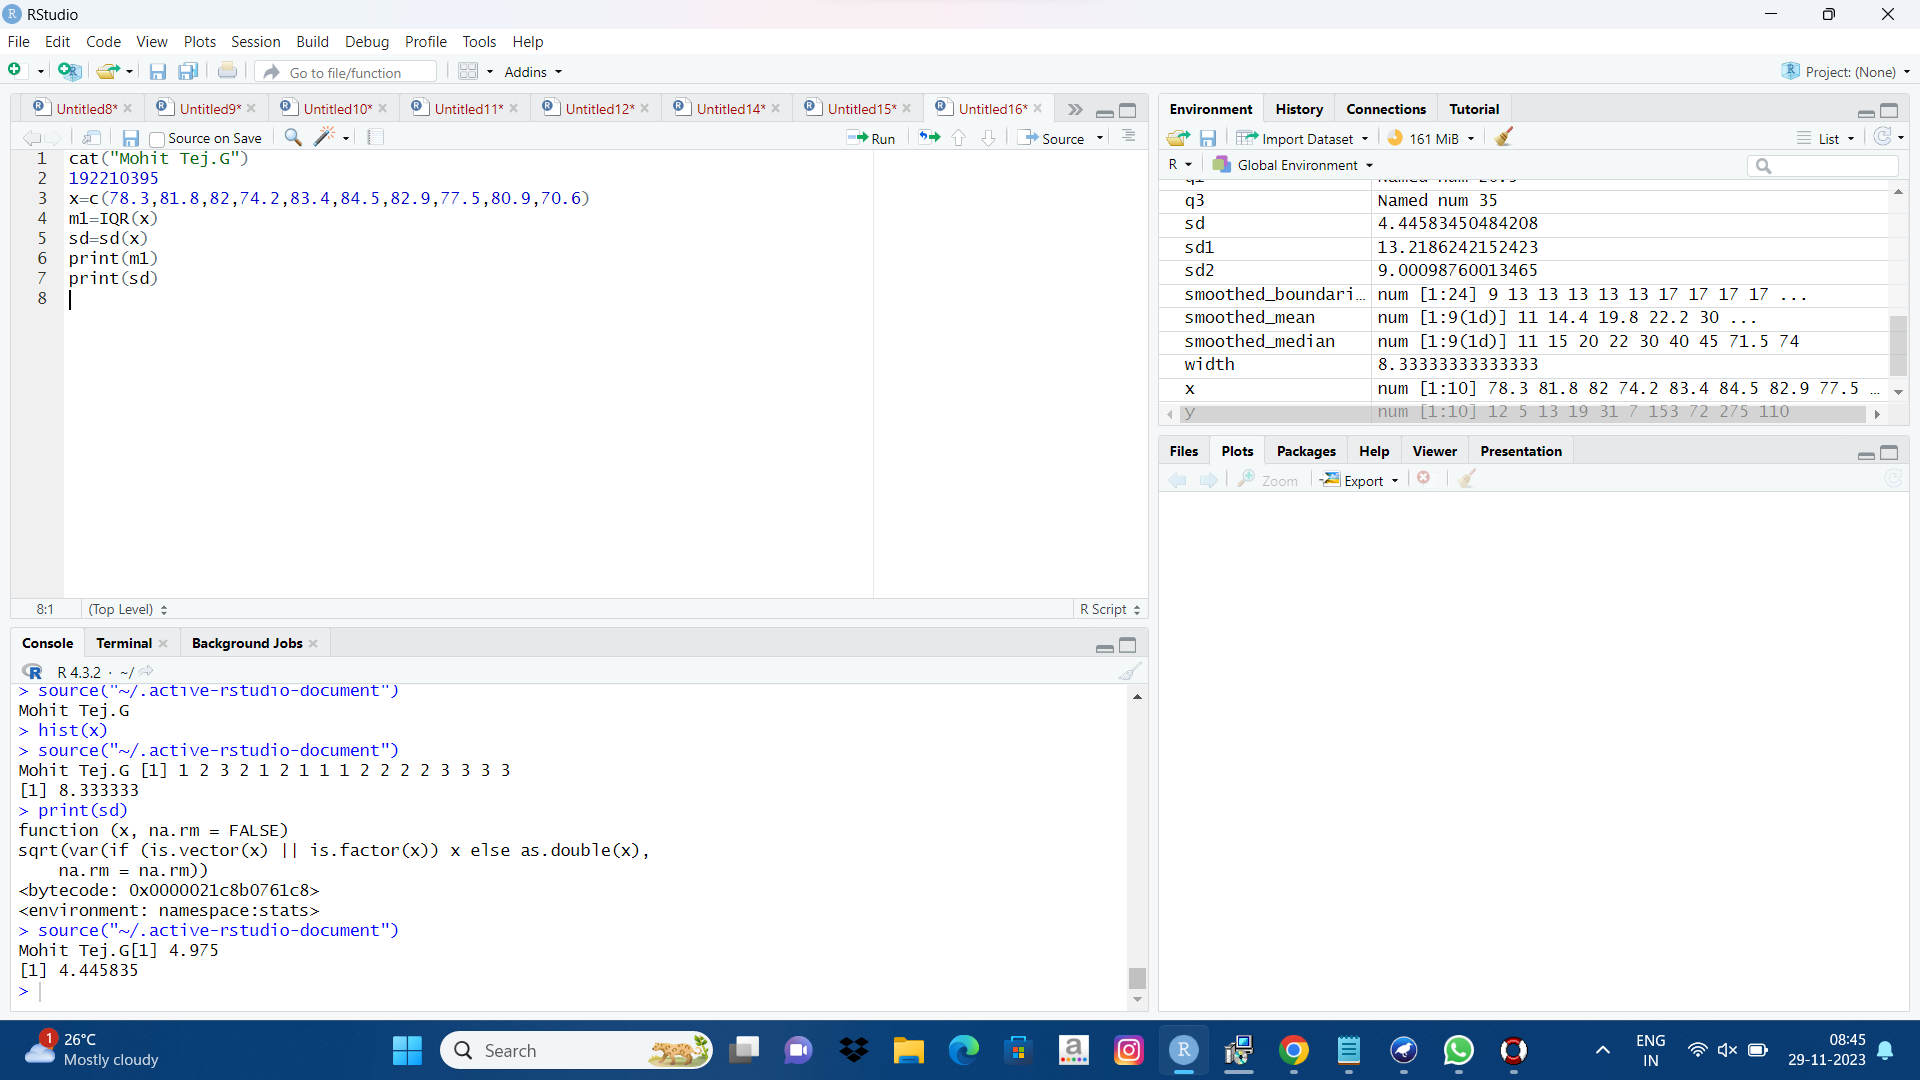 RStudio
File Edit Code View Plots Session Build Debug Profile Tools Help
Go to file/function Addins Project: (None)
Untitled8* Untitled9* Untitled10* Untitled11* Untitled12* Untitled14* Untitled15* Untitled16*
Source on Save Run Source
1 cat("Mohit Tej.G")
2 192210395
3 x=c(78.3,81.8,82,74.2,83.4,84.5,82.9,77.5,80.9,70.6)
4 m1=IQR(x)
5 sd=sd(x)
6 print(m1)
7 print(sd)
8
8:1 (Top Level) R Script
Console Terminal Background Jobs
R 4.3.2 · ~/
> source("~/.active-rstudio-document")
Mohit Tej.G
> hist(x)
> source("~/.active-rstudio-document")
Mohit Tej.G [1] 1 2 3 2 1 2 1 1 1 2 2 2 2 3 3 3 3
[1] 8.333333
> print(sd)
function (x, na.rm = FALSE)
sqrt(var(if (is.vector(x) || is.factor(x)) x else as.double(x),
na.rm = na.rm))
<bytecode: 0x0000021c8b0761c8>
<environment: namespace:stats>
> source("~/.active-rstudio-document")
Mohit Tej.G[1] 4.975
[1] 4.445835
>
Environment History Connections Tutorial
Import Dataset 161 MiB List
R Global Environment
q3 Named num 35
sd 4.44583450484208
sd1 13.2186242152423
sd2 9.00098760013465
smoothed_boundari… num [1:24] 9 13 13 13 13 13 17 17 17 17 ...
smoothed_mean num [1:9(1d)] 11 14.4 19.8 22.2 30 ...
smoothed_median num [1:9(1d)] 11 15 20 22 30 40 45 71.5 74
width 8.33333333333333
x num [1:10] 78.3 81.8 82 74.2 83.4 84.5 82.9 77.5 …
y num [1:10] 12 5 13 19 31 7 153 72 275 110
Files Plots Packages Help Viewer Presentation
Zoom Export
1 26°C
Mostly cloudy
Search
ENG
IN
08:45
29-11-2023